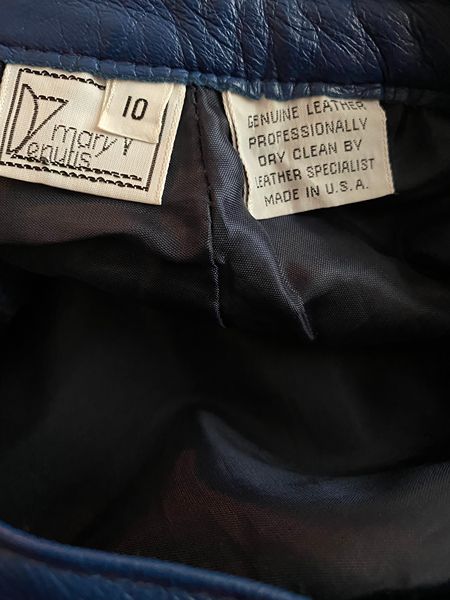 10
mary
GENUINE LEATHER
PROFESSIONALLY
DRY CLEAN BY
LEATHER SPECIALIST
MADE IN U.S.A.